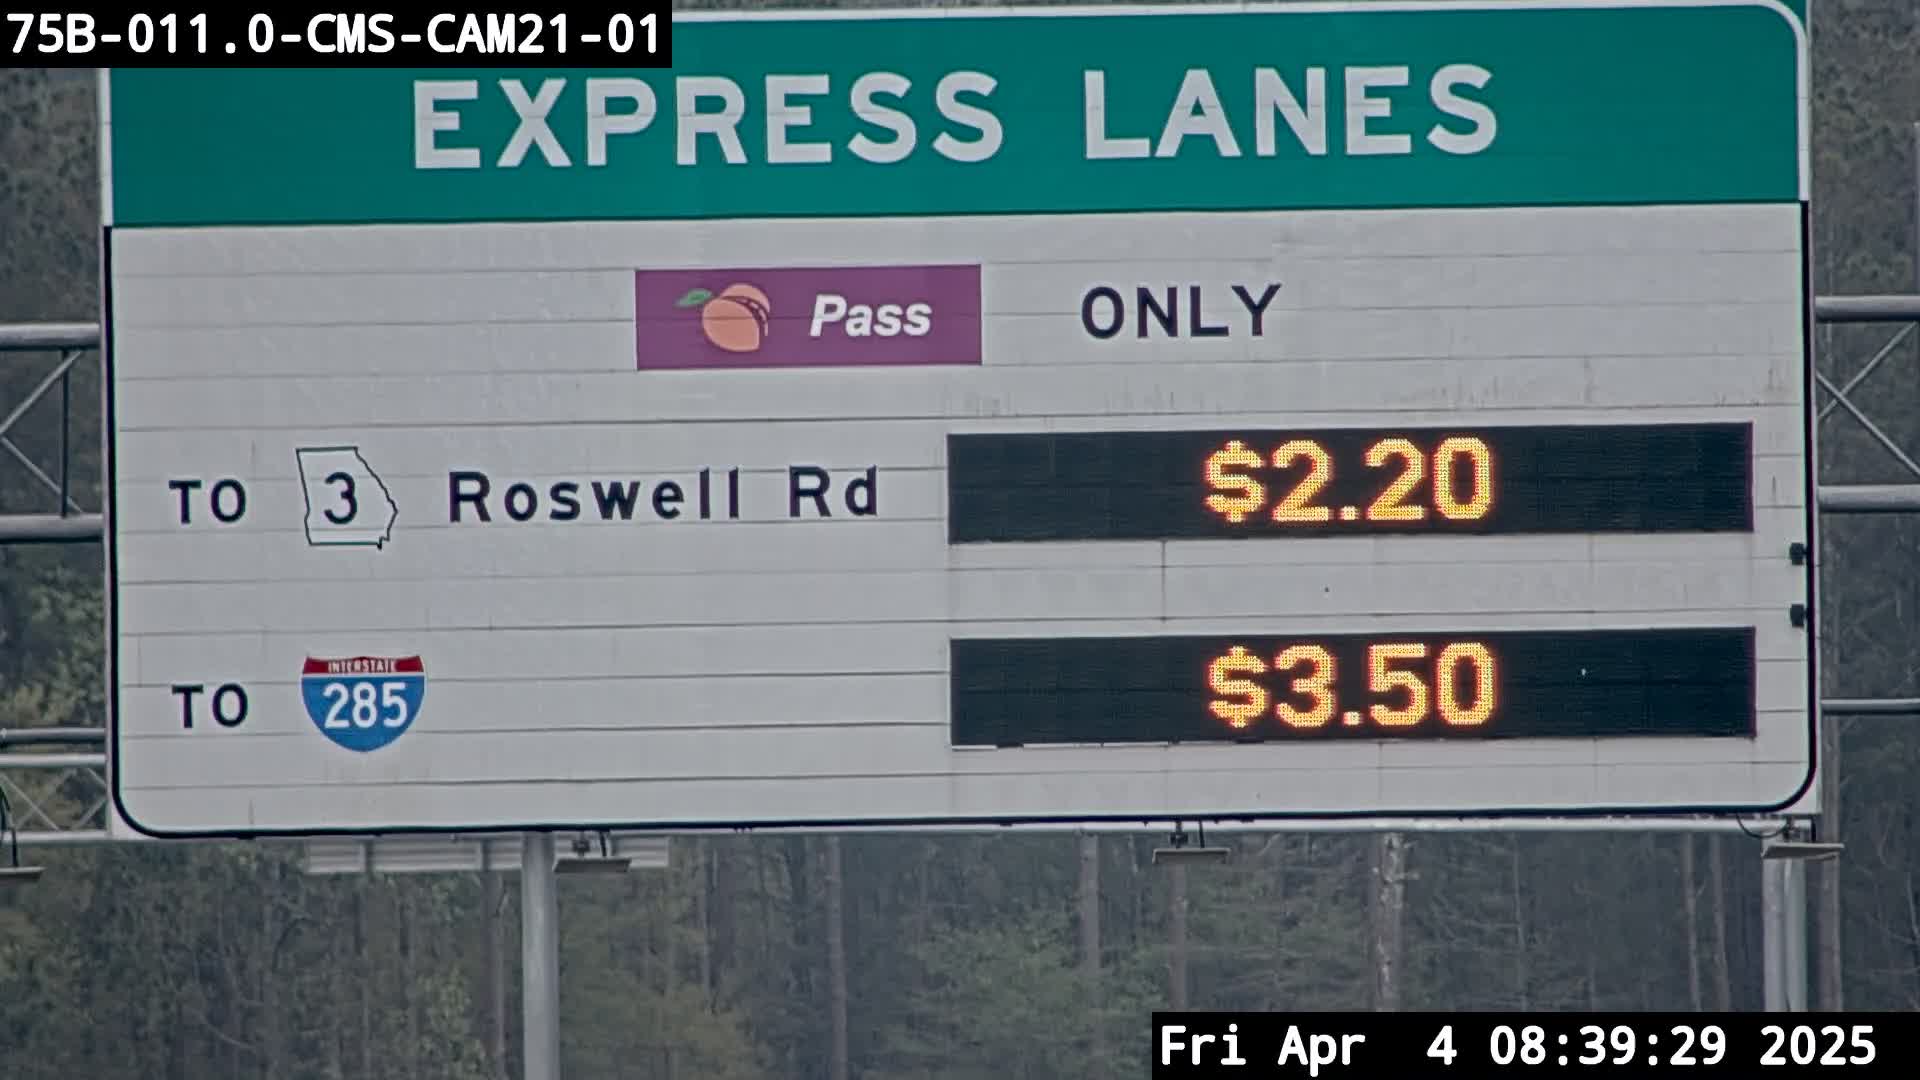 75B-011.0-CMS-CAM21-01
EXPRESS LANES
Pass ONLY
TO 3 Roswell Rd $2.20
TO INTERSTATE 285 $3.50
Fri Apr 4 08:39:29 2025